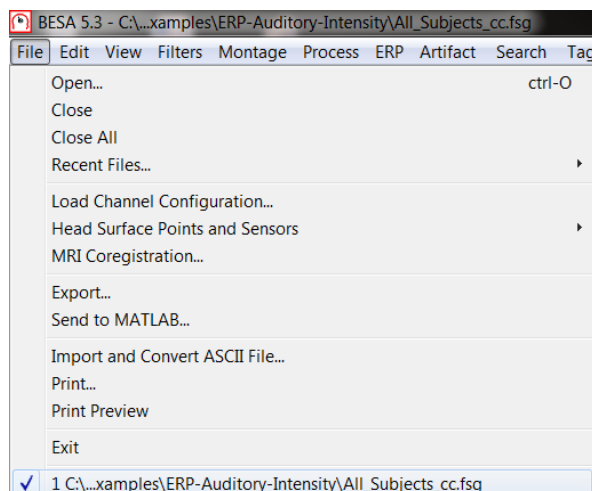 BESA 5.3 - C:\...xamples\ERP-Auditory-Intensity\All_Subjects_cc.fsg
File Edit View Filters Montage Process ERP Artifact Search Tag
Open... ctrl-O
Close
Close All
Recent Files...
Load Channel Configuration...
Head Surface Points and Sensors
MRI Coregistration...
Export...
Send to MATLAB...
Import and Convert ASCII File...
Print...
Print Preview
Exit
1 C:\...xamples\ERP-Auditory-Intensity\All_Subjects_cc.fsg